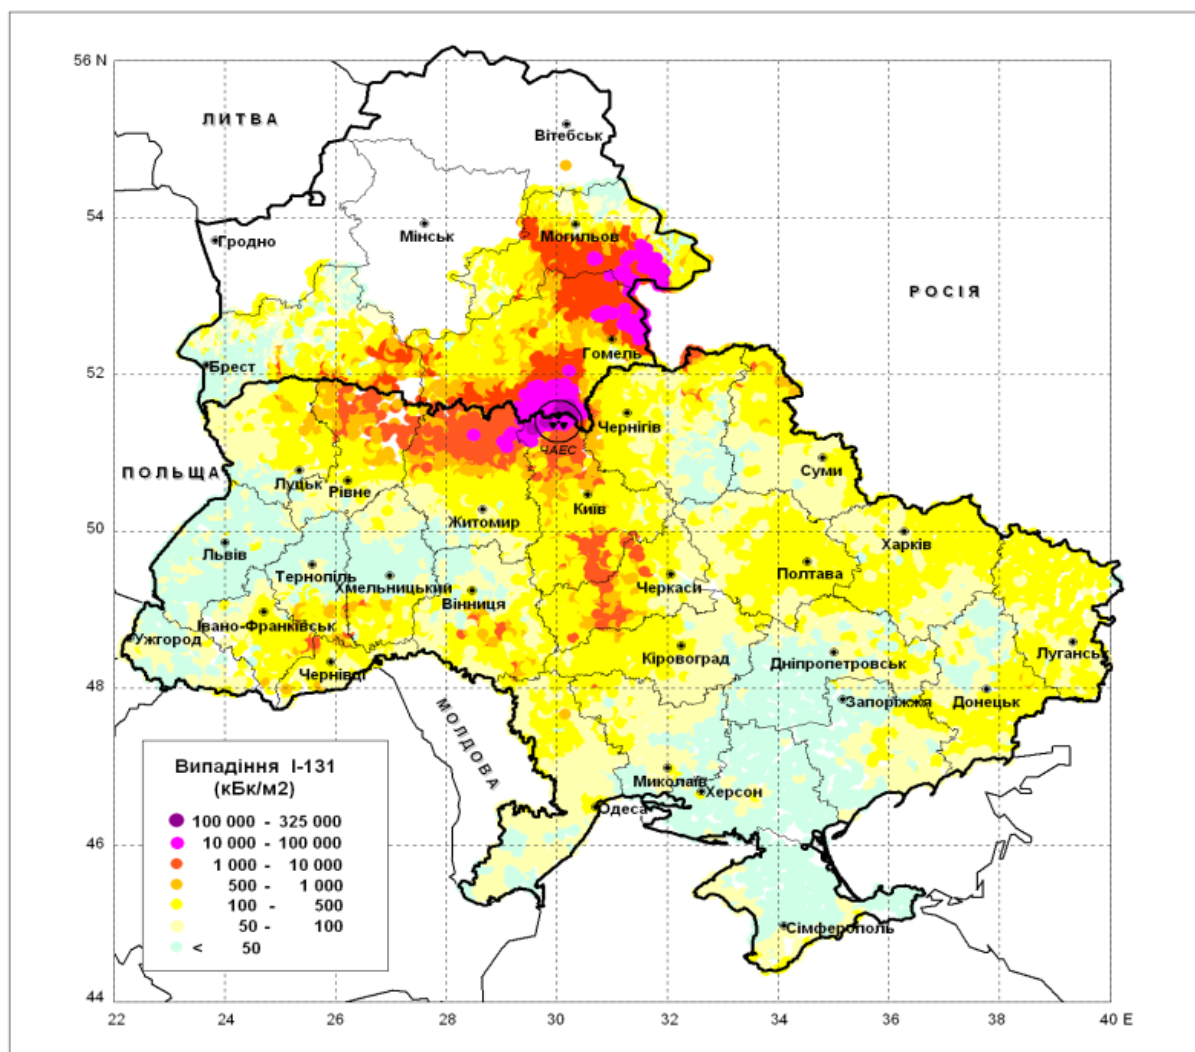 56 N
ЛИТВА
Вітебськ
54
Гродно
Мінськ
Могильов
РОСІЯ
52
Брест
Гомель
Чернігів
ЧАЕС
Суми
ПОЛЬЩА
Луцьк
Рівне
Київ
50
Житомир
Львів
Харків
Тернопіль
Хмельницький
Черкаси
Полтава
Вінниця
Івано-Франківськ
Ужгород
Кіровоград
Дніпропетровськ
Луганськ
Чернівці
48
Запоріжжя
Донецьк
МОЛДОВА
Миколаїв
Херсон
Одеса
Випадіння I-131
(кБк/м2)
100 000 - 325 000
10 000 - 100 000
1 000 - 10 000
500 - 1 000
100 - 500
50 - 100
< 50
46
Сімферополь
44
22 24 26 28 30 32 34 36 38 40 E